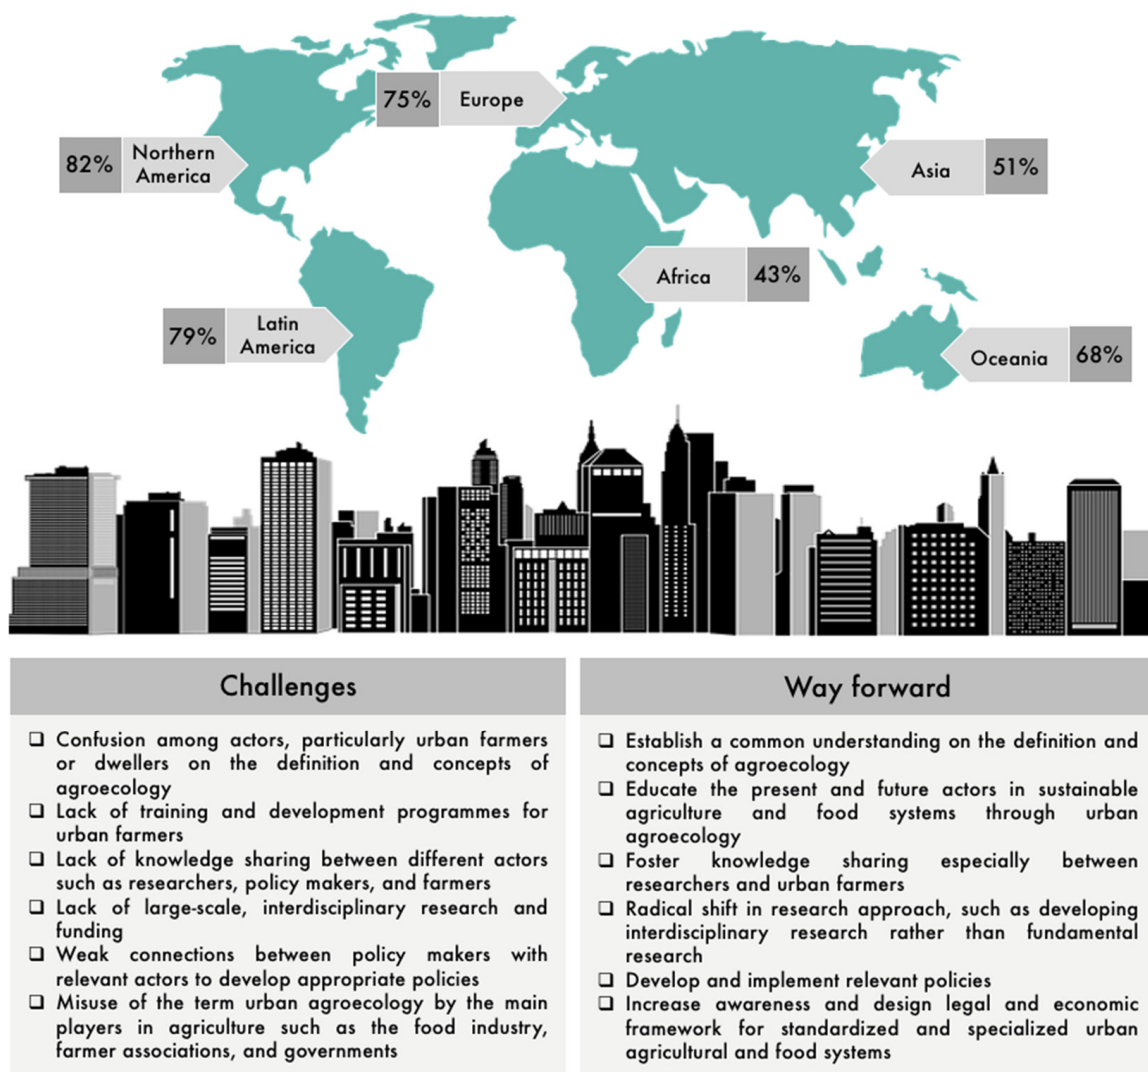 75%
Europe
82%
Northern
America
Asia
51%
Africa
43%
79%
Latin
America
Oceania
68%
Challenges
❑ Confusion among actors, particularly urban farmers
or dwellers on the definition and concepts of
agroecology
❑ Lack of training and development programmes for
urban farmers
❑ Lack of knowledge sharing between different actors
such as researchers, policy makers, and farmers
❑ Lack of large-scale, interdisciplinary research and
funding
❑ Weak connections between policy makers with
relevant actors to develop appropriate policies
❑ Misuse of the term urban agroecology by the main
players in agriculture such as the food industry,
farmer associations, and governments
Way forward
❑ Establish a common understanding on the definition and
concepts of agroecology
❑ Educate the present and future actors in sustainable
agriculture and food systems through urban
agroecology
❑ Foster knowledge sharing especially between
researchers and urban farmers
❑ Radical shift in research approach, such as developing
interdisciplinary research rather than fundamental
research
❑ Develop and implement relevant policies
❑ Increase awareness and design legal and economic
framework for standardized and specialized urban
agricultural and food systems